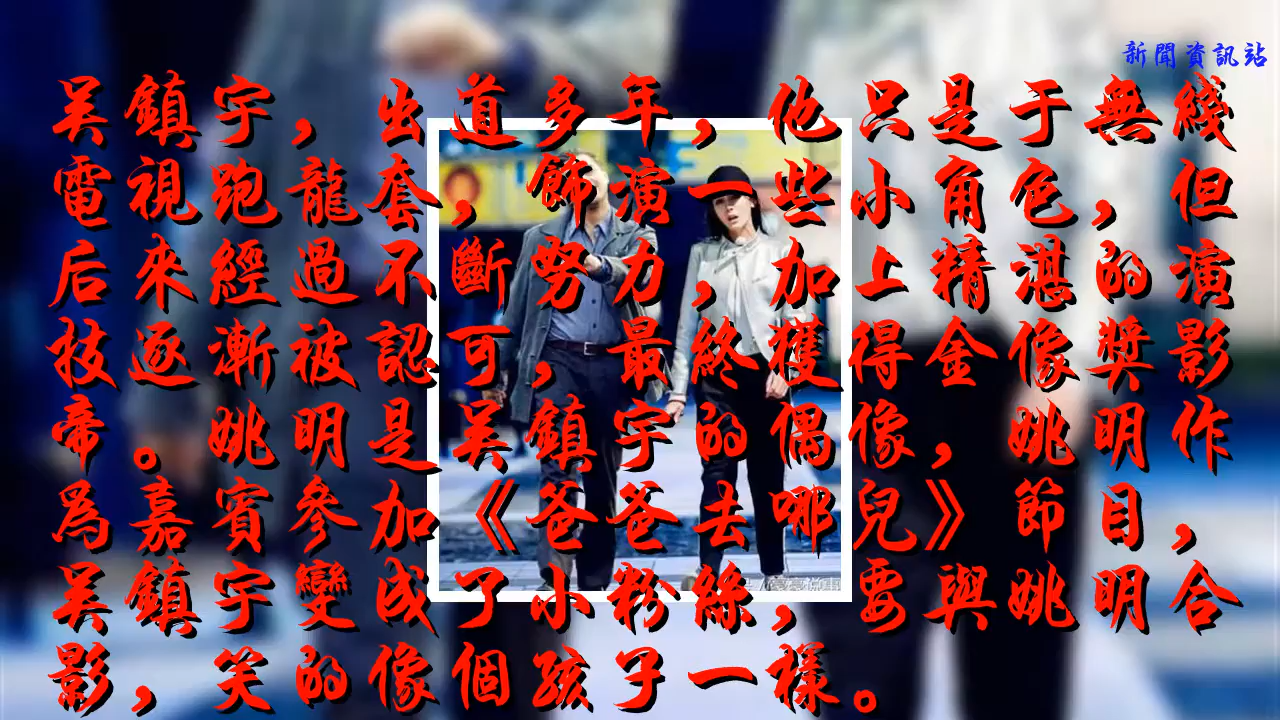 新聞資訊站
吴鎮宇，出道多年，他只是于無綫
電視跑龍套，飾演一些小角色，但
后來經過不斷努力，加上精湛的演
技逐漸被認可，最終獲得金像獎影
帝。姚明是吴鎮宇的偶像，姚明作
爲嘉賓參加《爸爸去哪兒》節目，
吴鎮宇變成了小粉絲，要與姚明合
影，笑的像個孩子一樣。